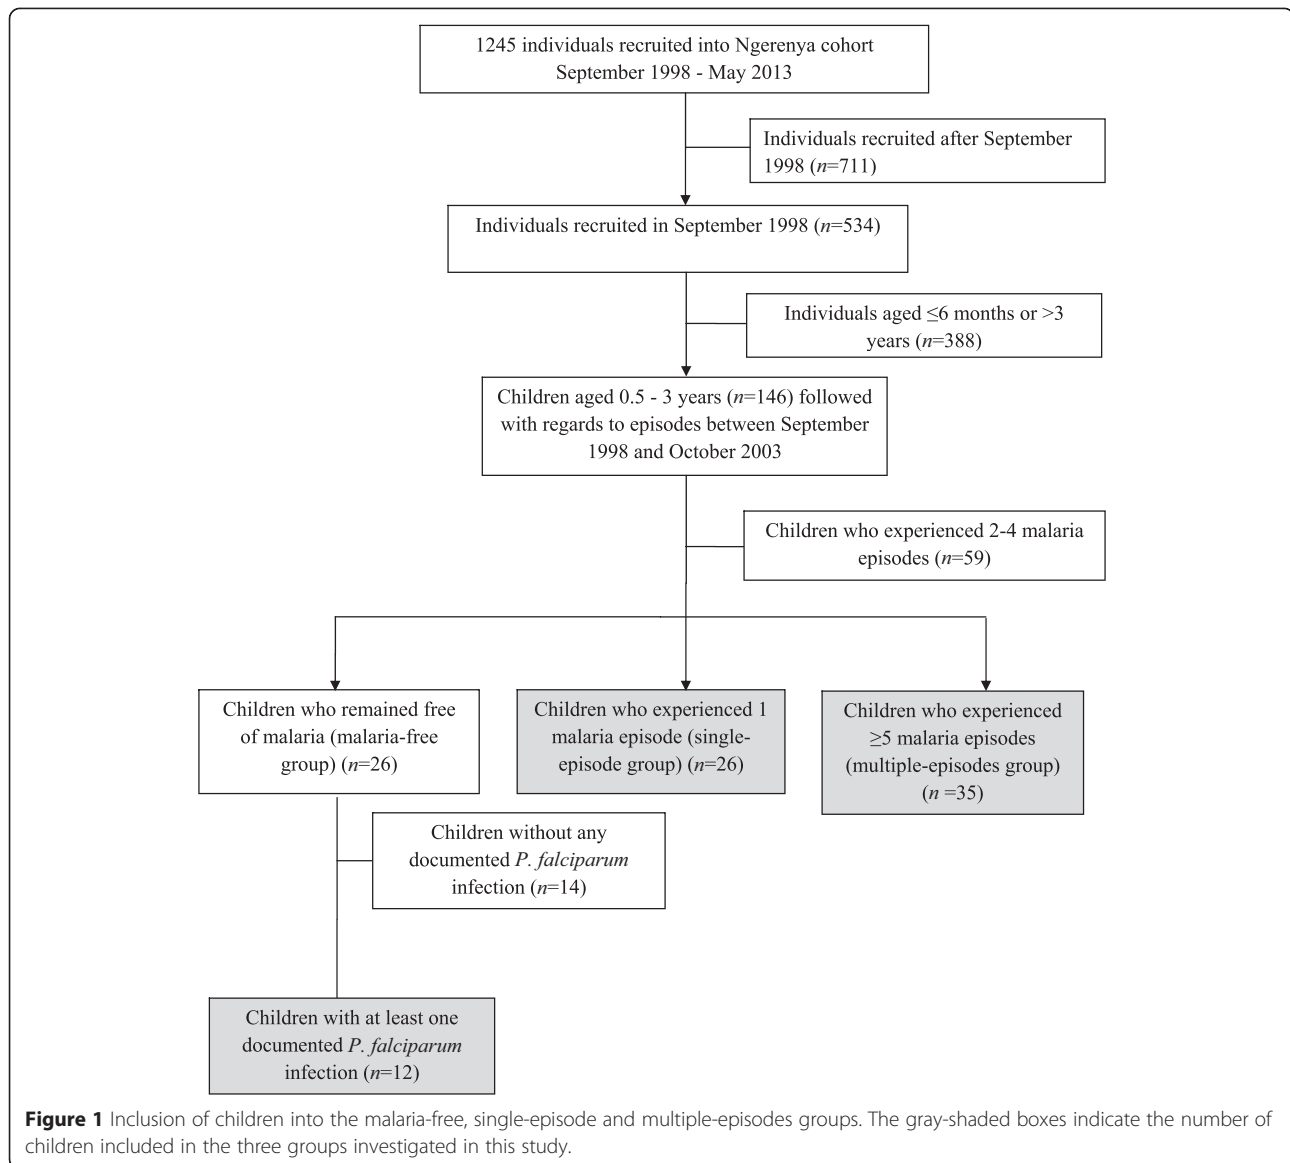 1245 individuals recruited into Ngerenya cohort
September 1998 - May 2013
Individuals recruited after September
1998 (n=711)
Individuals recruited in September 1998 (n=534)
Individuals aged ≤6 months or >3
years (n=388)
Children aged 0.5 - 3 years (n=146) followed
with regards to episodes between September
1998 and October 2003
Children who experienced 2-4 malaria
episodes (n=59)
Children who remained free
of malaria (malaria-free
group) (n=26)
Children who experienced 1
malaria episode (single-
episode group) (n=26)
Children who experienced
≥5 malaria episodes
(multiple-episodes group)
(n =35)
Children without any
documented P. falciparum
infection (n=14)
Children with at least one
documented P. falciparum
infection (n=12)
Figure 1 Inclusion of children into the malaria-free, single-episode and multiple-episodes groups. The gray-shaded boxes indicate the number of
children included in the three groups investigated in this study.